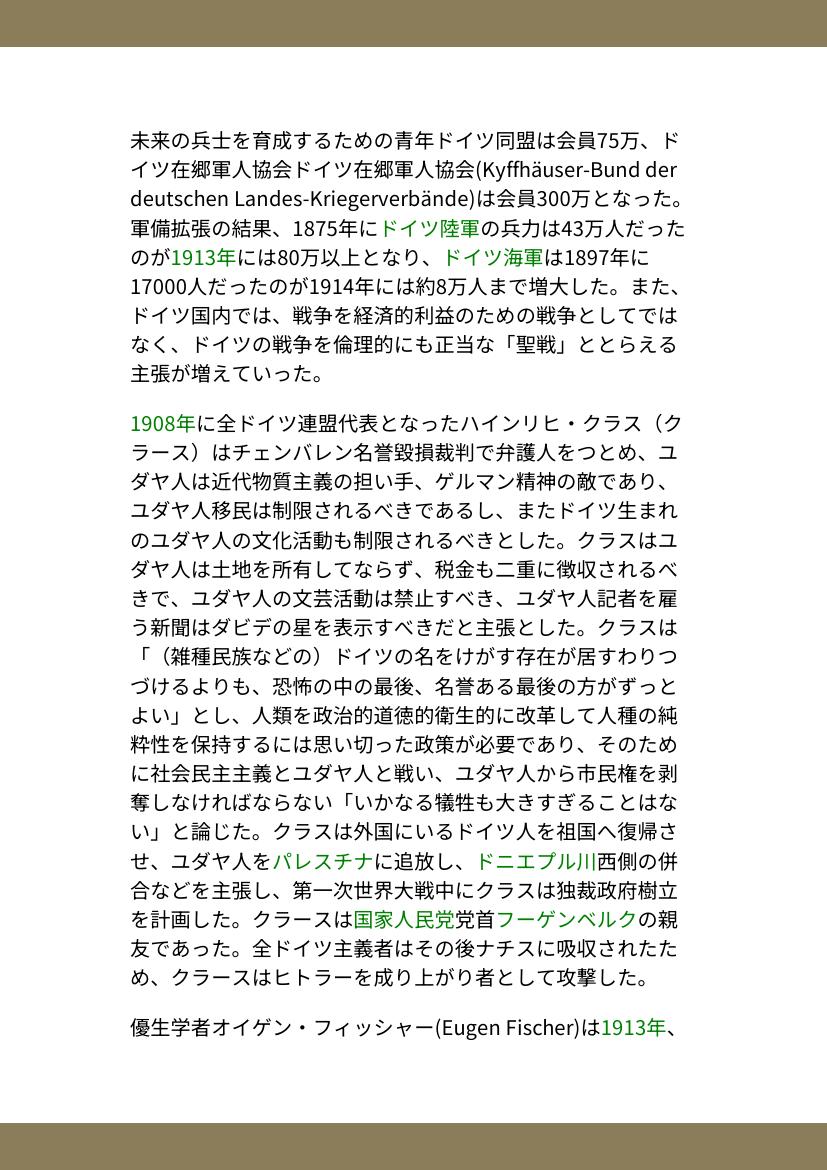 未来の兵士を育成するための青年ドイツ同盟は会員75万、ド
イツ在郷軍人協会ドイツ在郷軍人協会(Kyffhäuser-Bund der
deutschen Landes-Kriegerverbände)は会員300万となった。
軍備拡張の結果、1875年にドイツ陸軍の兵力は43万人だった
のが1913年には80万以上となり、ドイツ海軍は1897年に
17000人だったのが1914年には約8万人まで増大した。また、
ドイツ国内では、戦争を経済的利益のための戦争としてでは
なく、ドイツの戦争を倫理的にも正当な「聖戦」ととらえる
主張が増えていった。
1908年に全ドイツ連盟代表となったハインリヒ・クラス（ク
ラース）はチェンバレン名誉毀損裁判で弁護人をつとめ、ユ
ダヤ人は近代物質主義の担い手、ゲルマン精神の敵であり、
ユダヤ人移民は制限されるべきであるし、またドイツ生まれ
のユダヤ人の文化活動も制限されるべきとした。クラスはユ
ダヤ人は土地を所有してならず、税金も二重に徴収されるべ
きで、ユダヤ人の文芸活動は禁止すべき、ユダヤ人記者を雇
う新聞はダビデの星を表示すべきだと主張とした。クラスは
「（雑種民族などの）ドイツの名をけがす存在が居すわりつ
づけるよりも、恐怖の中の最後、名誉ある最後の方がずっと
よい」とし、人類を政治的道徳的衛生的に改革して人種の純
粋性を保持するには思い切った政策が必要であり、そのため
に社会民主主義とユダヤ人と戦い、ユダヤ人から市民権を剥
奪しなければならない「いかなる犠牲も大きすぎることはな
い」と論じた。クラスは外国にいるドイツ人を祖国へ復帰さ
せ、ユダヤ人をパレスチナに追放し、ドニエプル川西側の併
合などを主張し、第一次世界大戦中にクラスは独裁政府樹立
を計画した。クラースは国家人民党党首フーゲンベルクの親
友であった。全ドイツ主義者はその後ナチスに吸収されたた
め、クラースはヒトラーを成り上がり者として攻撃した。
優生学者オイゲン・フィッシャー(Eugen Fischer)は1913年、